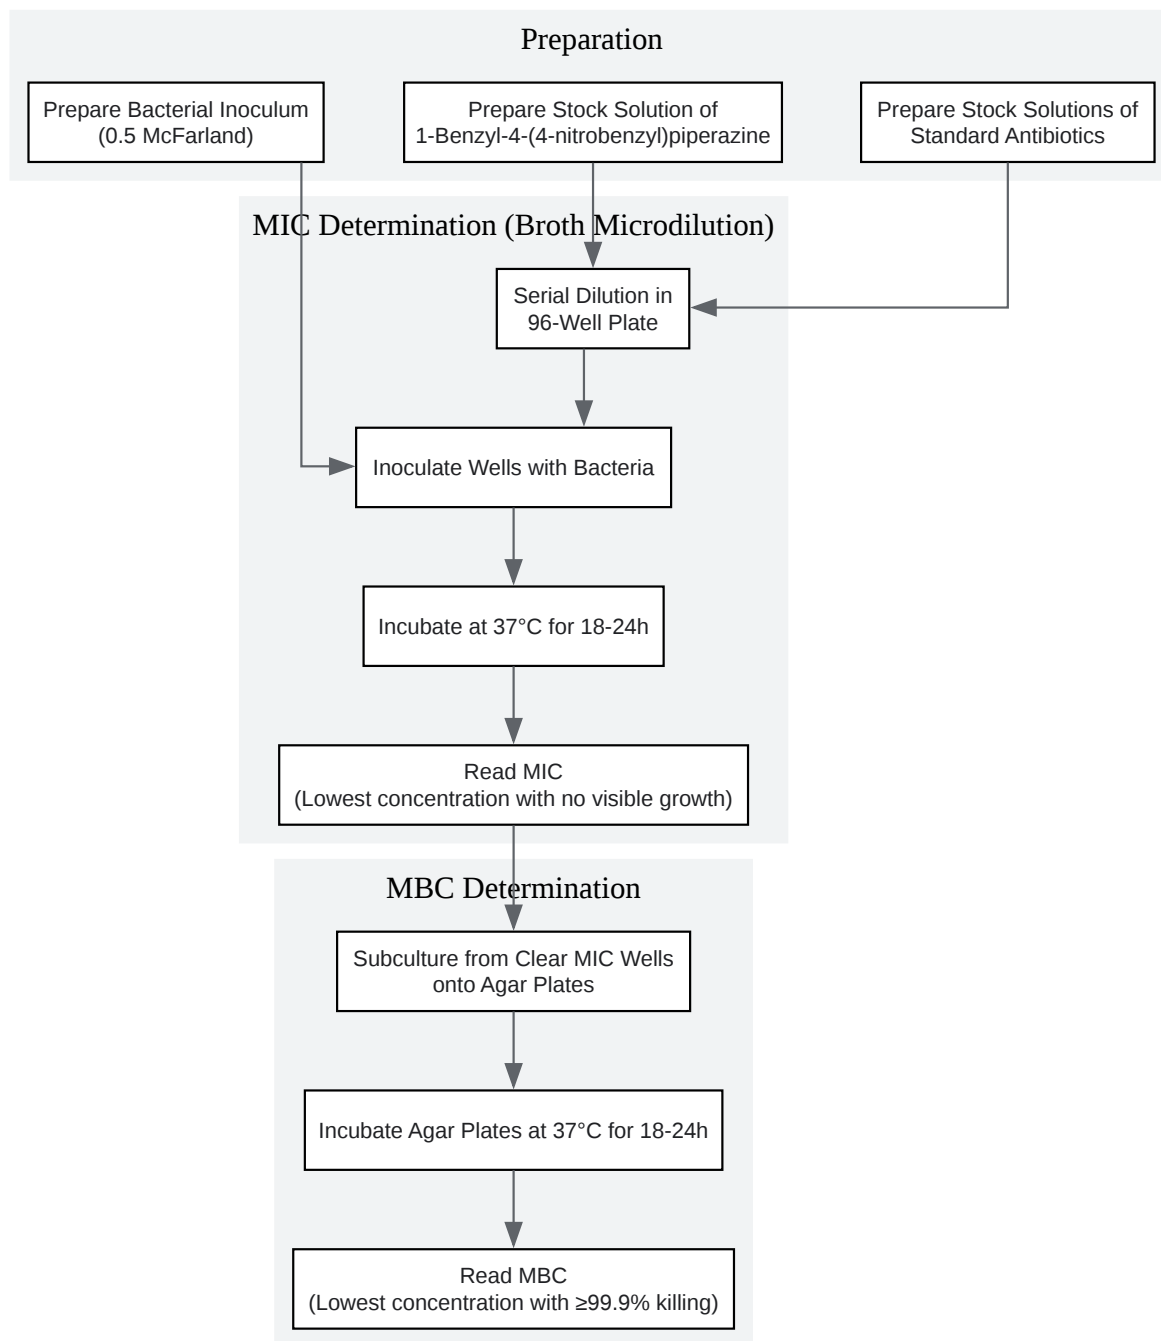 Preparation
Prepare Bacterial Inoculum
(0.5 McFarland)
Prepare Stock Solution of
1-Benzyl-4-(4-nitrobenzyl)piperazine
Prepare Stock Solutions of
Standard Antibiotics
MIC Determination (Broth Microdilution)
Serial Dilution in
96-Well Plate
Inoculate Wells with Bacteria
Incubate at 37°C for 18-24h
Read MIC
(Lowest concentration with no visible growth)
MBC Determination
Subculture from Clear MIC Wells
onto Agar Plates
Incubate Agar Plates at 37°C for 18-24h
Read MBC
(Lowest concentration with ≥99.9% killing)